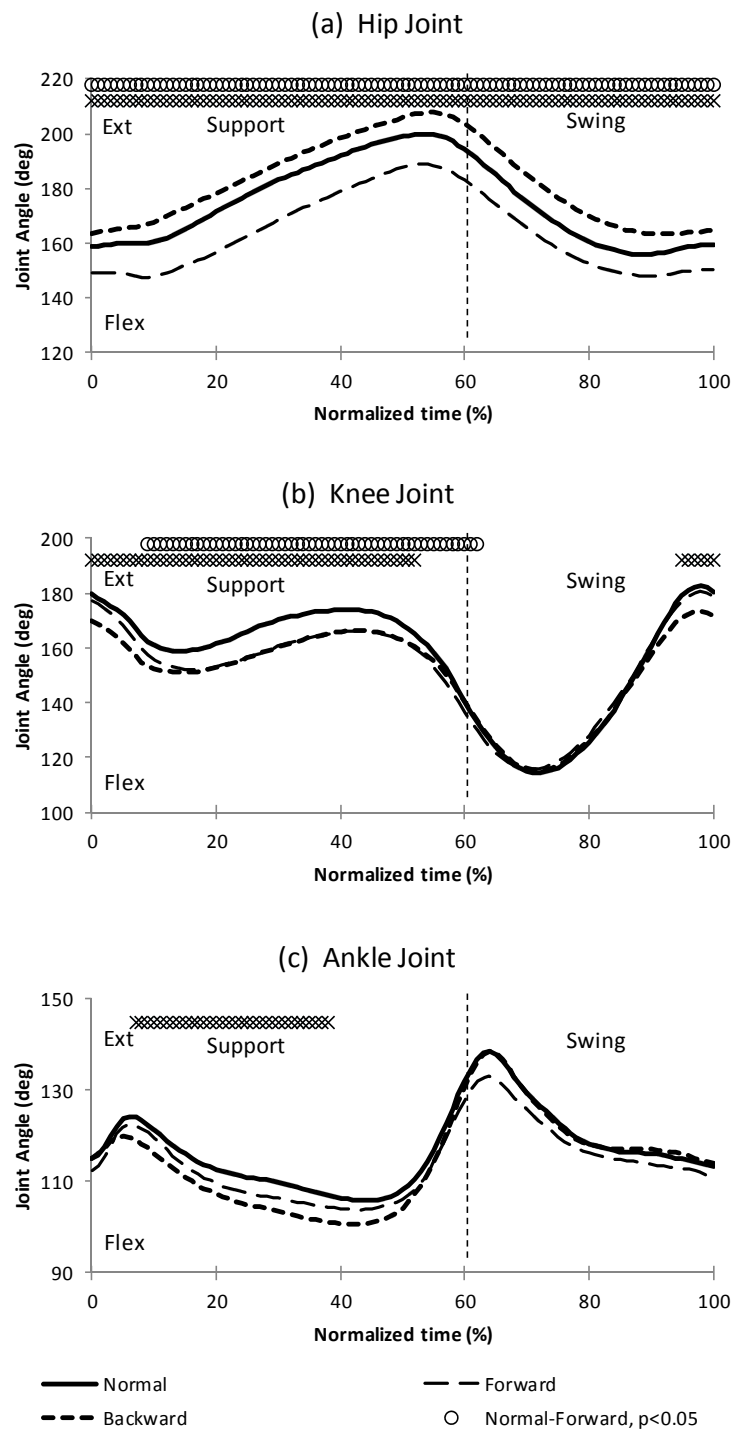 (a) Hip Joint
220
200
180
160
140
120
Joint Angle (deg)
Ext
Support
Swing
Flex
0 20 40 60 80 100
Normalized time (%)
(b) Knee Joint
200
180
160
140
120
100
Joint Angle (deg)
Ext
Support
Swing
Flex
0 20 40 60 80 100
Normalized time (%)
(c) Ankle Joint
150
130
110
90
Joint Angle (deg)
Ext
Support
Swing
Flex
0 20 40 60 80 100
Normalized time (%)
Normal
Forward
Backward
Normal-Forward, p<0.05